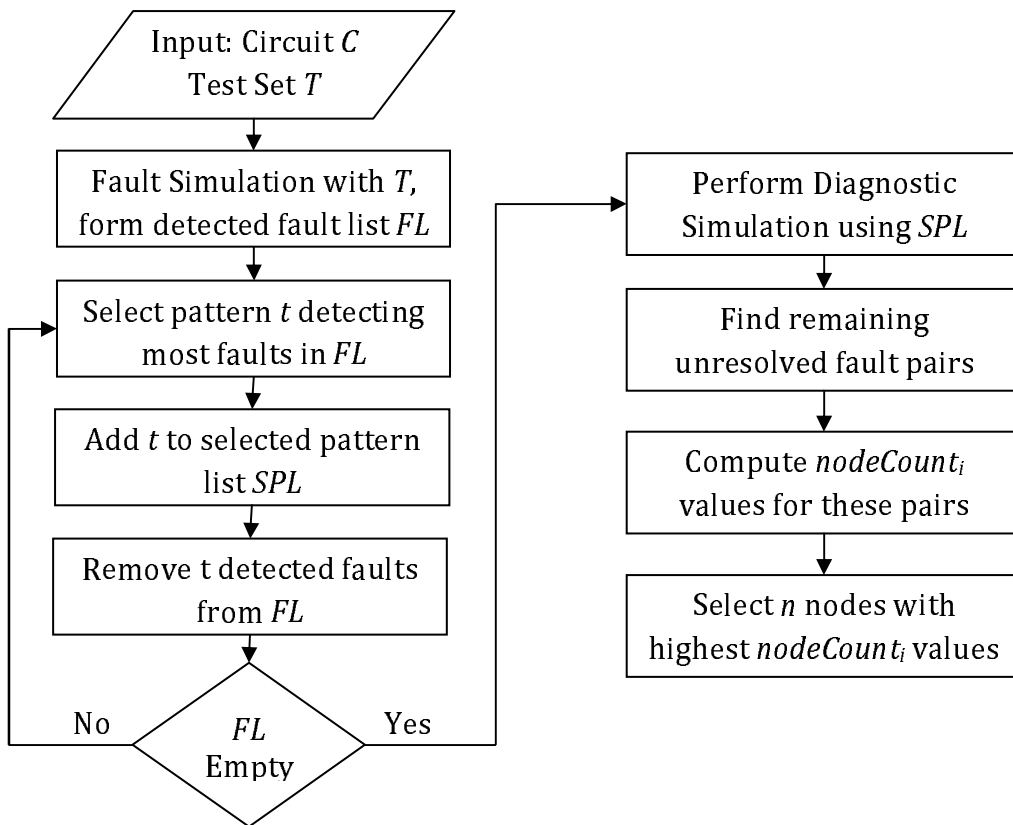 Input: Circuit C
Test Set T
Fault Simulation with T,
form detected fault list FL
Select pattern t detecting
most faults in FL
Add t to selected pattern
list SPL
Remove t detected faults
from FL
No
FL
Empty
Yes
Perform Diagnostic
Simulation using SPL
Find remaining
unresolved fault pairs
Compute nodeCountᵢ
values for these pairs
Select n nodes with
highest nodeCountᵢ values